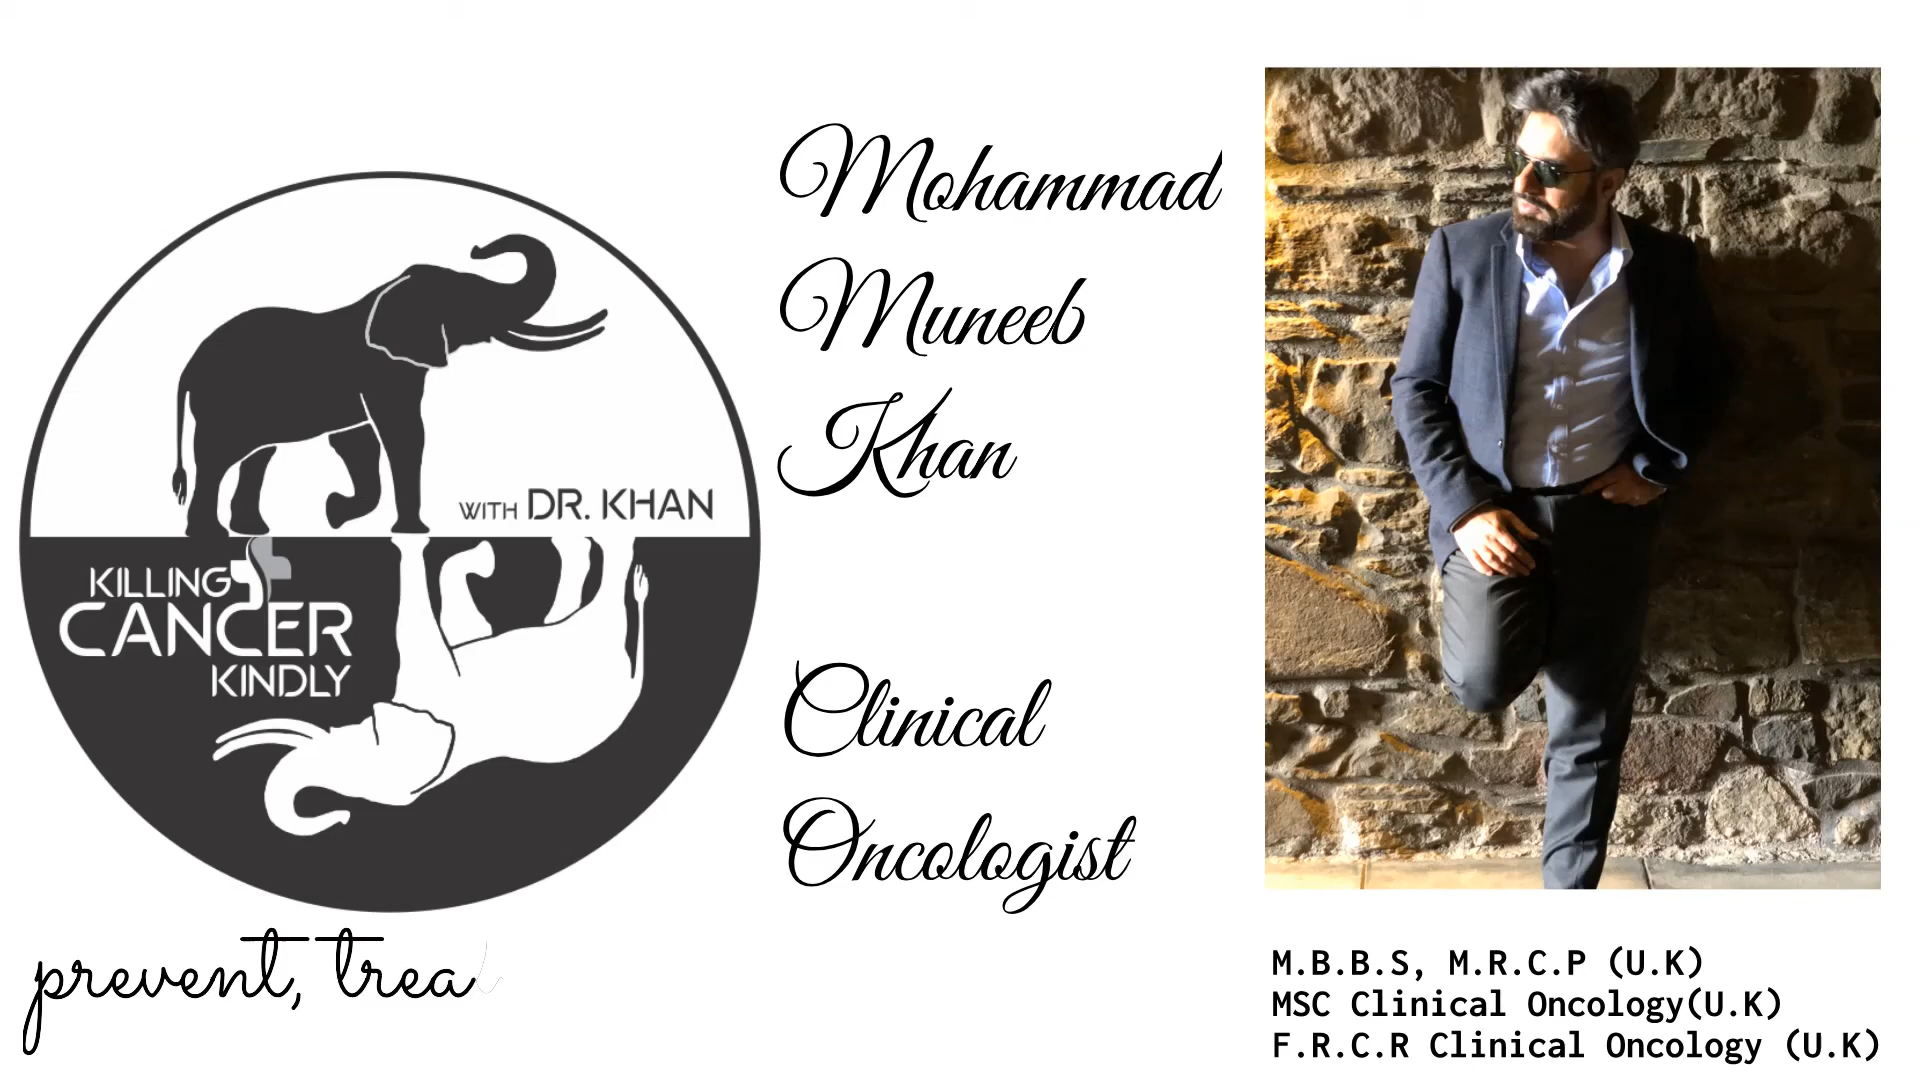 WITH DR. KHAN
KILLING
CANCER
KINDLY
prevent, trea
Mohammad
Muneeb
Khan
Clinical
Oncologist
M.B.B.S, M.R.C.P (U.K)
MSC Clinical Oncology(U.K)
F.R.C.R Clinical Oncology (U.K)